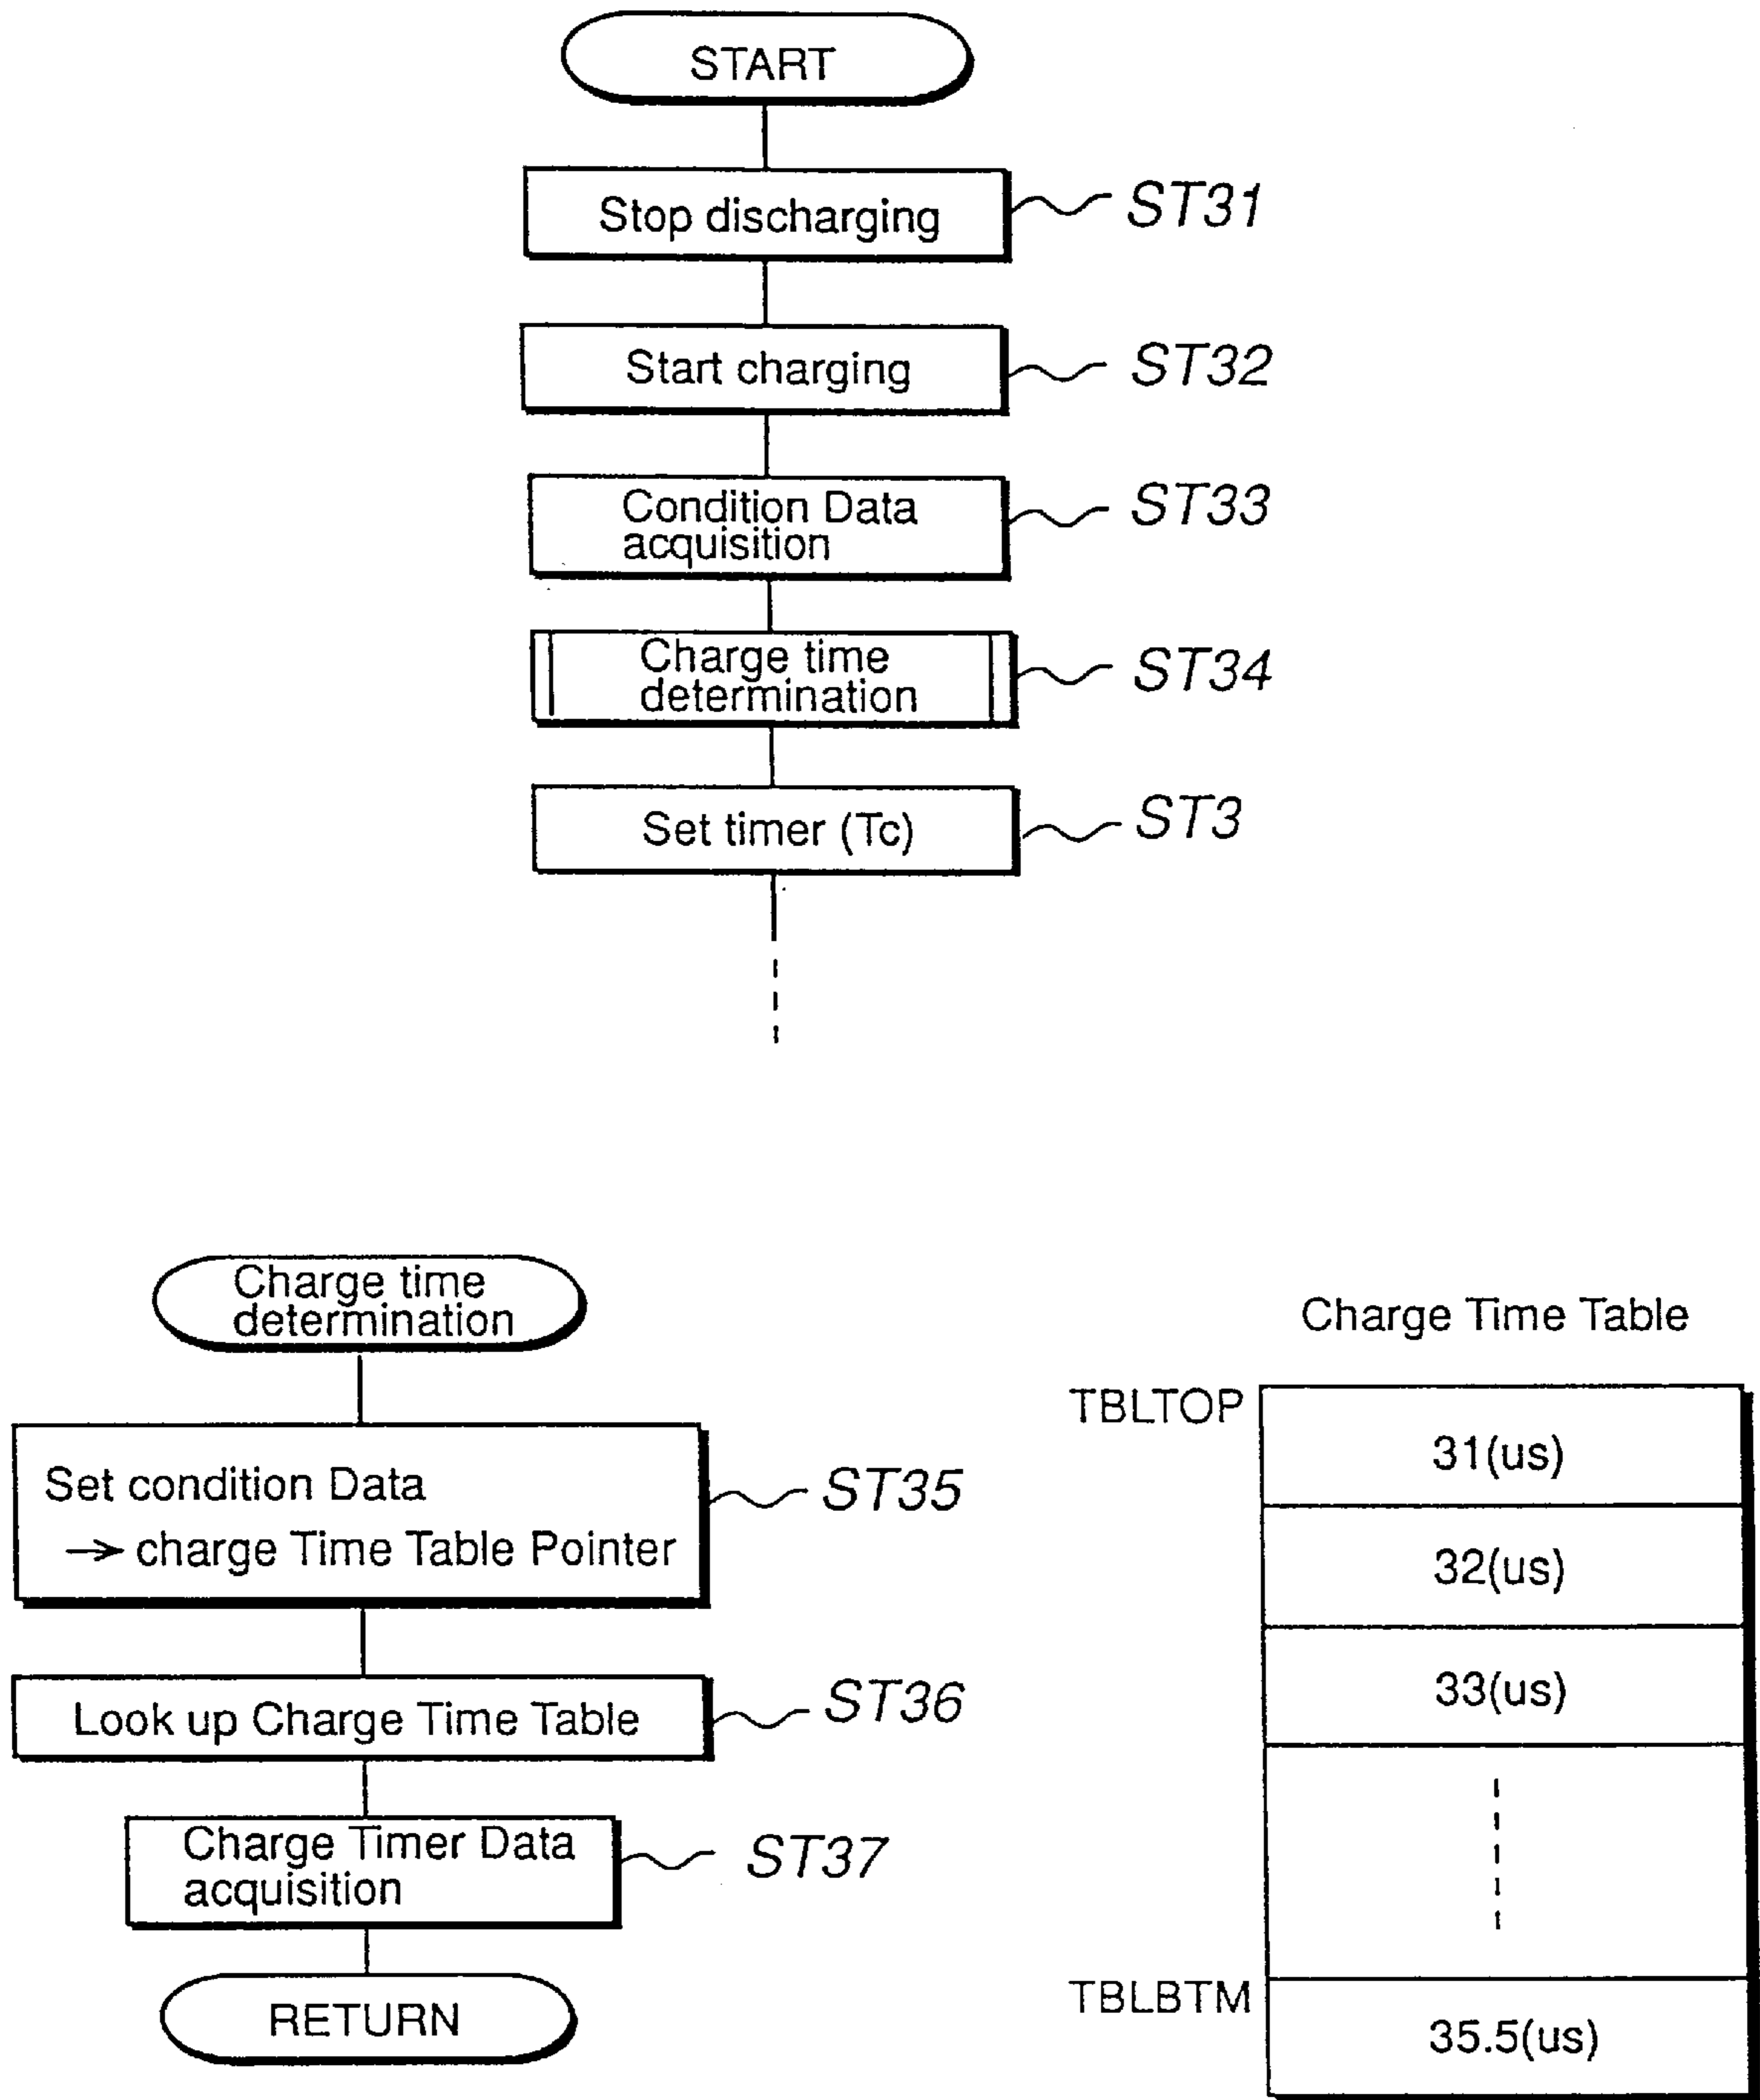 START
Stop discharging
ST31
Start charging
ST32
Condition Data
acquisition
ST33
Charge time
determination
ST34
Set timer (Tc)
ST3
Charge time
determination
Set condition Data
→ charge Time Table Pointer
ST35
Look up Charge Time Table
ST36
Charge Timer Data
acquisition
ST37
RETURN
Charge Time Table
TBLTOP
31(us)
32(us)
33(us)
TBLBTM
35.5(us)